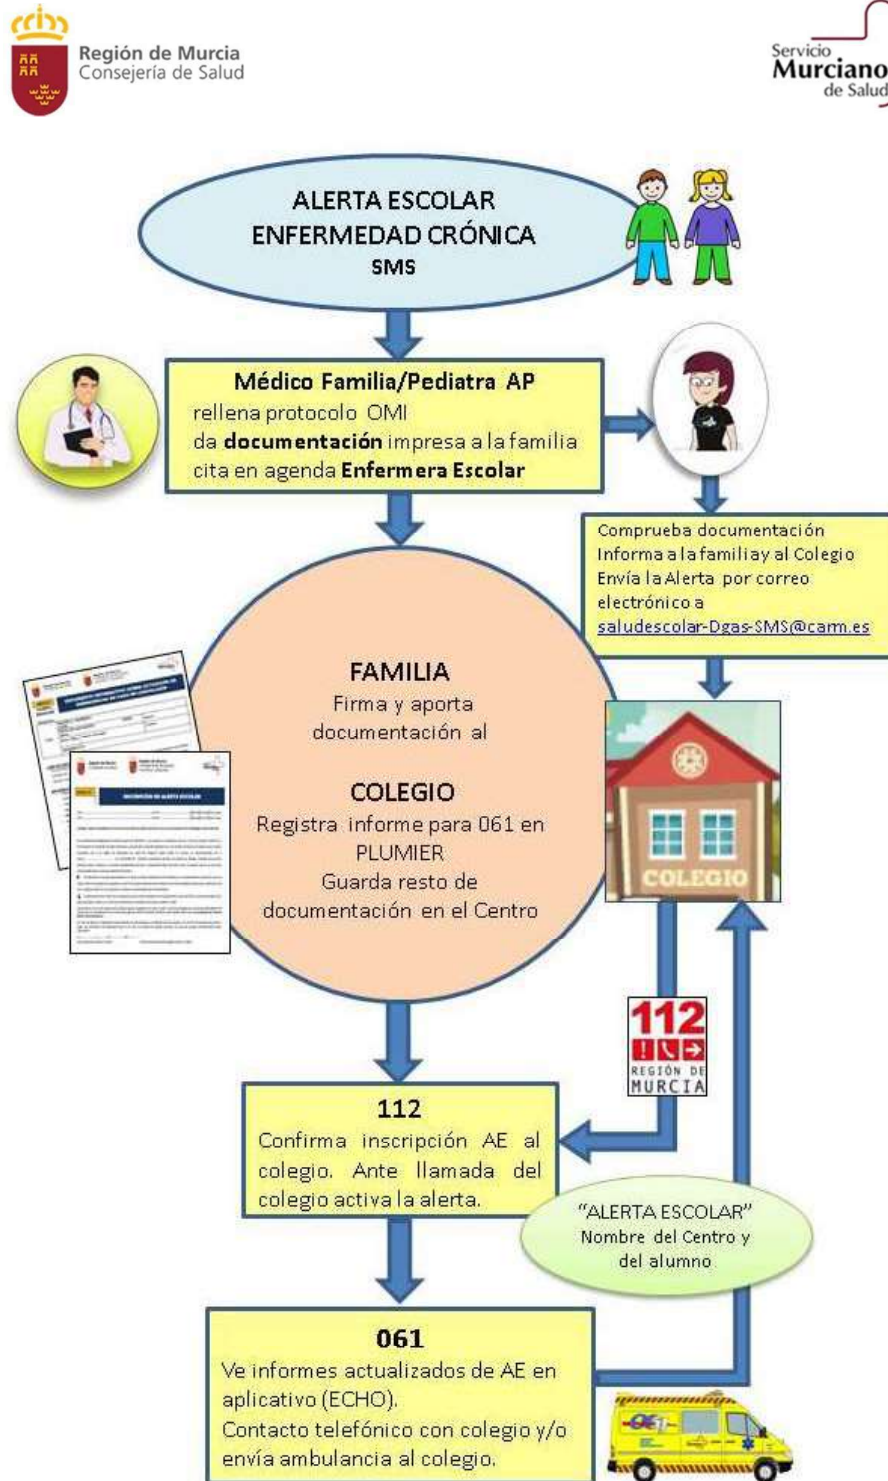 Región de Murcia
Consejería de Salud
Servicio
Murciano
de Salud
ALERTA ESCOLAR
ENFERMEDAD CRÓNICA
SMS
Médico Familia/Pediatra AP
rellena protocolo OMI
da documentación impresa a la familia
cita en agenda Enfermera Escolar
Comprueba documentación
Informa a la familia y al Colegio
Envía la Alerta por correo
electrónico a
saludescolar-Dgas-SMS@carm.es
FAMILIA
Firma y aporta
documentación al
COLEGIO
Registra informe para 061 en
PLUMIER
Guarda resto de
documentación en el Centro
INSCRIPCIÓN EN ALERTA ESCOLAR
COLEGIO
112
REGIÓN DE
MURCIA
112
Confirma inscripción AE al
colegio. Ante llamada del
colegio activa la alerta.
“ALERTA ESCOLAR”
Nombre del Centro y
del alumno
061
Ve informes actualizados de AE en
aplicativo (ECHO).
Contacto telefónico con colegio y/o
envía ambulancia al colegio.
061